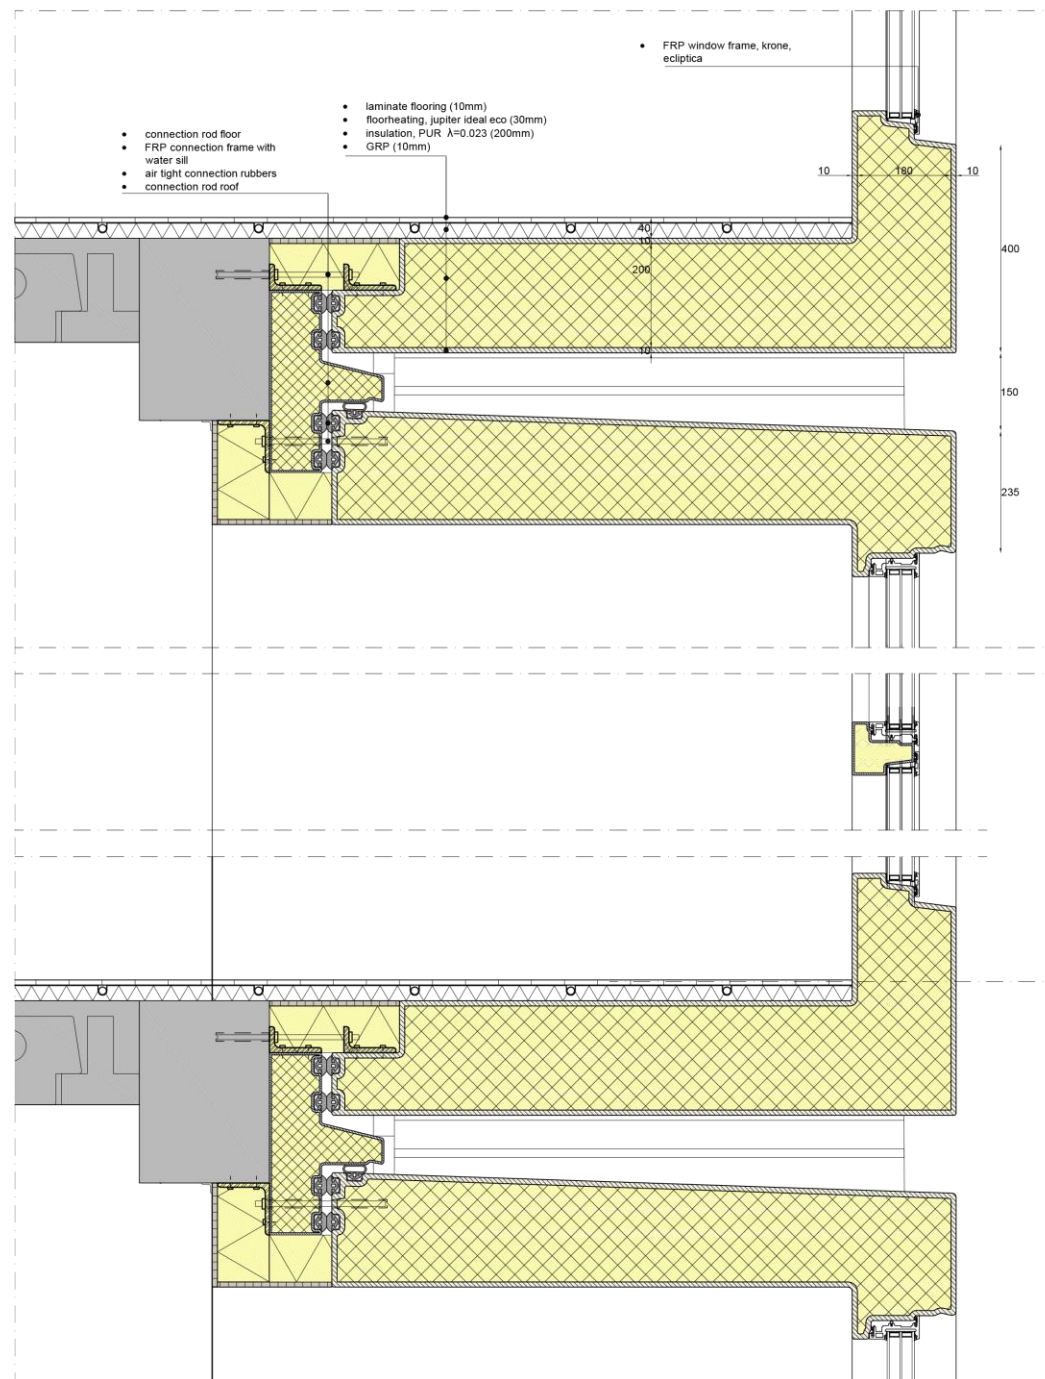 FRP window frame, krone,
ecliptica
laminate flooring (10mm)
floorheating, jupiter ideal eco (30mm)
insulation, PUR λ=0.023 (200mm)
GRP (10mm)
connection rod floor
FRP connection frame with
water sill
air tight connection rubbers
connection rod roof
10
180
10
40
10
200
10
400
150
235